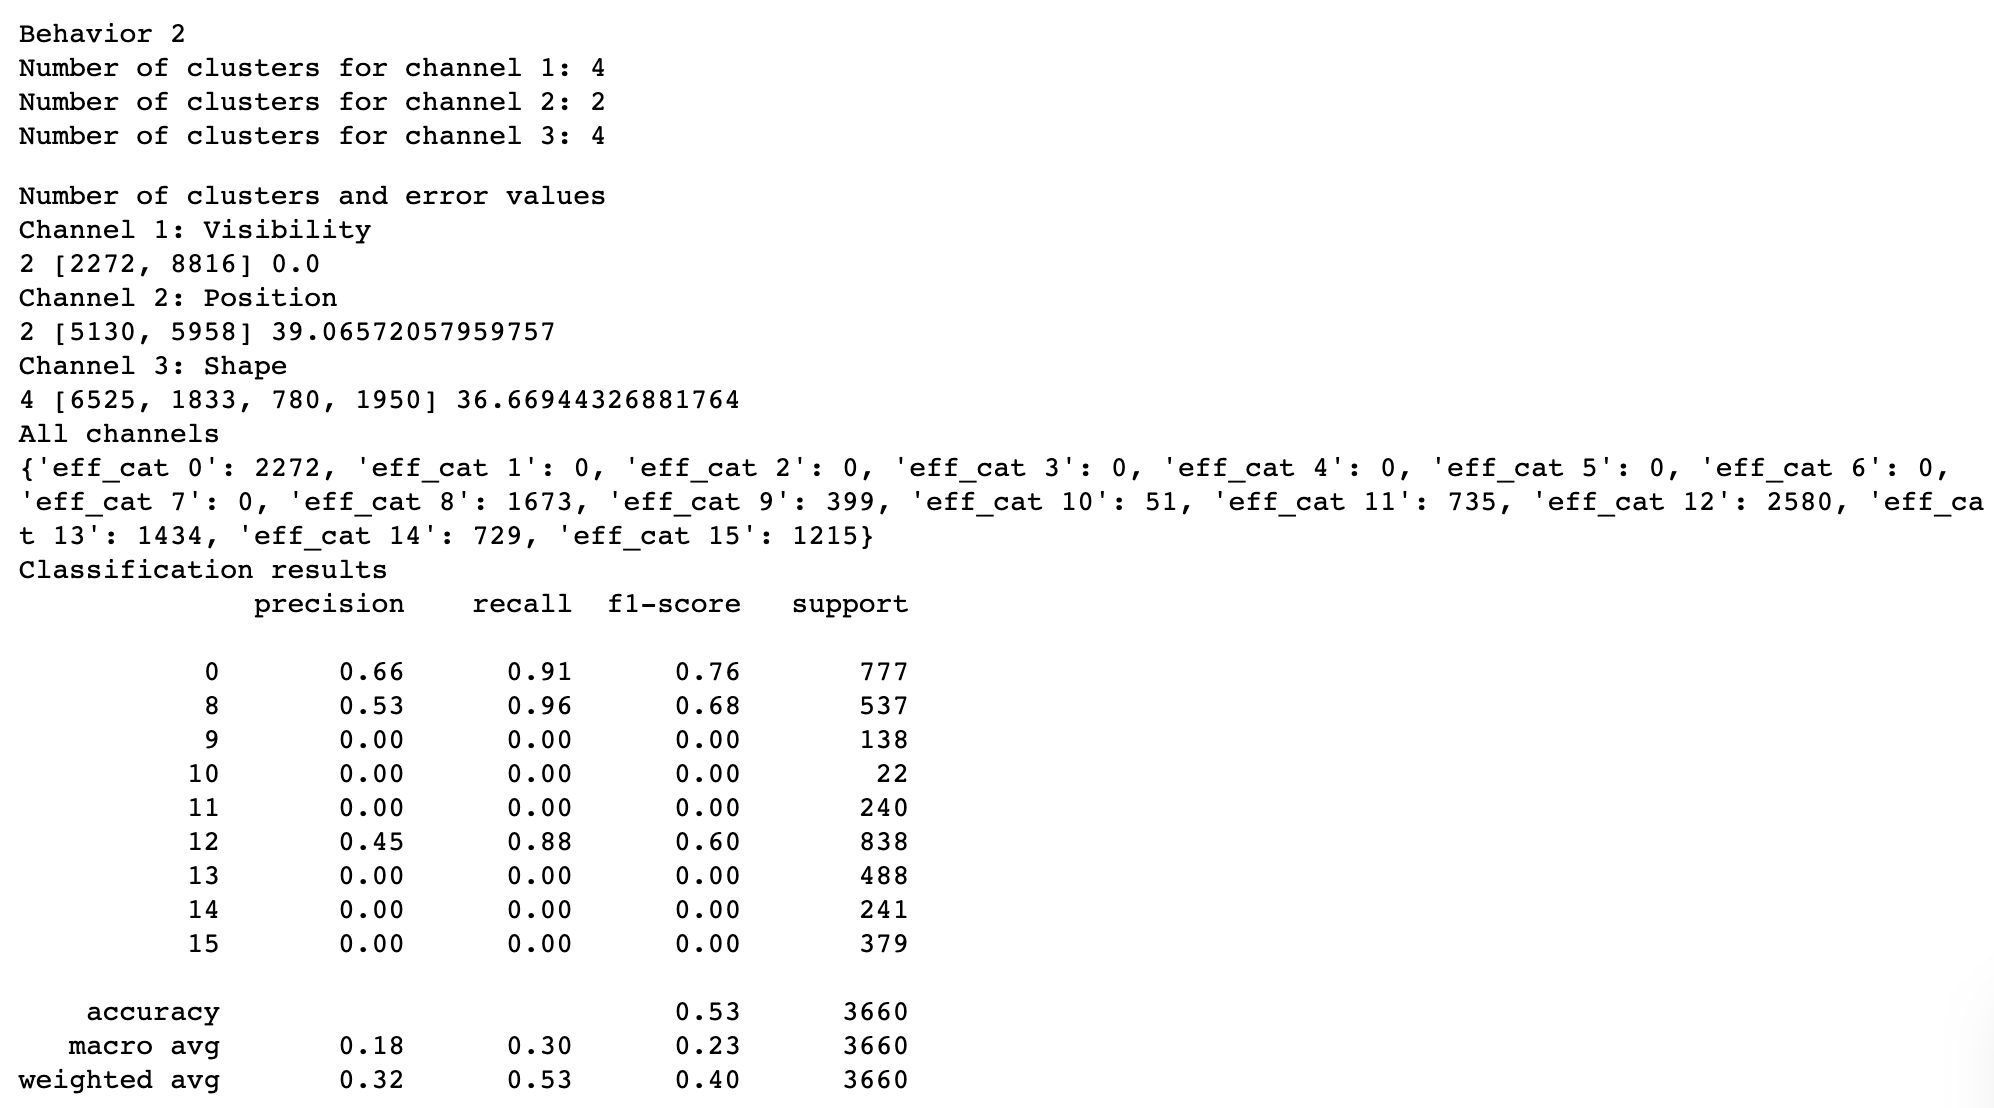 Behavior 2
Number of clusters for channel 1: 4
Number of clusters for channel 2: 2
Number of clusters for channel 3: 4
Number of clusters and error values
Channel 1: Visibility
2 [2272, 8816] 0.0
Channel 2: Position
2 [5130, 5958] 39.06572057959757
Channel 3: Shape
4 [6525, 1833, 780, 1950] 36.66944326881764
All channels
{'eff_cat 0': 2272, 'eff_cat 1': 0, 'eff_cat 2': 0, 'eff_cat 3': 0, 'eff_cat 4': 0, 'eff_cat 5': 0, 'eff_cat 6': 0,
'eff_cat 7': 0, 'eff_cat 8': 1673, 'eff_cat 9': 399, 'eff_cat 10': 51, 'eff_cat 11': 735, 'eff_cat 12': 2580, 'eff_ca
t 13': 1434, 'eff_cat 14': 729, 'eff_cat 15': 1215}
Classification results
precision recall f1-score support
0 0.66 0.91 0.76 777
8 0.53 0.96 0.68 537
9 0.00 0.00 0.00 138
10 0.00 0.00 0.00 22
11 0.00 0.00 0.00 240
12 0.45 0.88 0.60 838
13 0.00 0.00 0.00 488
14 0.00 0.00 0.00 241
15 0.00 0.00 0.00 379
accuracy 0.53 3660
macro avg 0.18 0.30 0.23 3660
weighted avg 0.32 0.53 0.40 3660